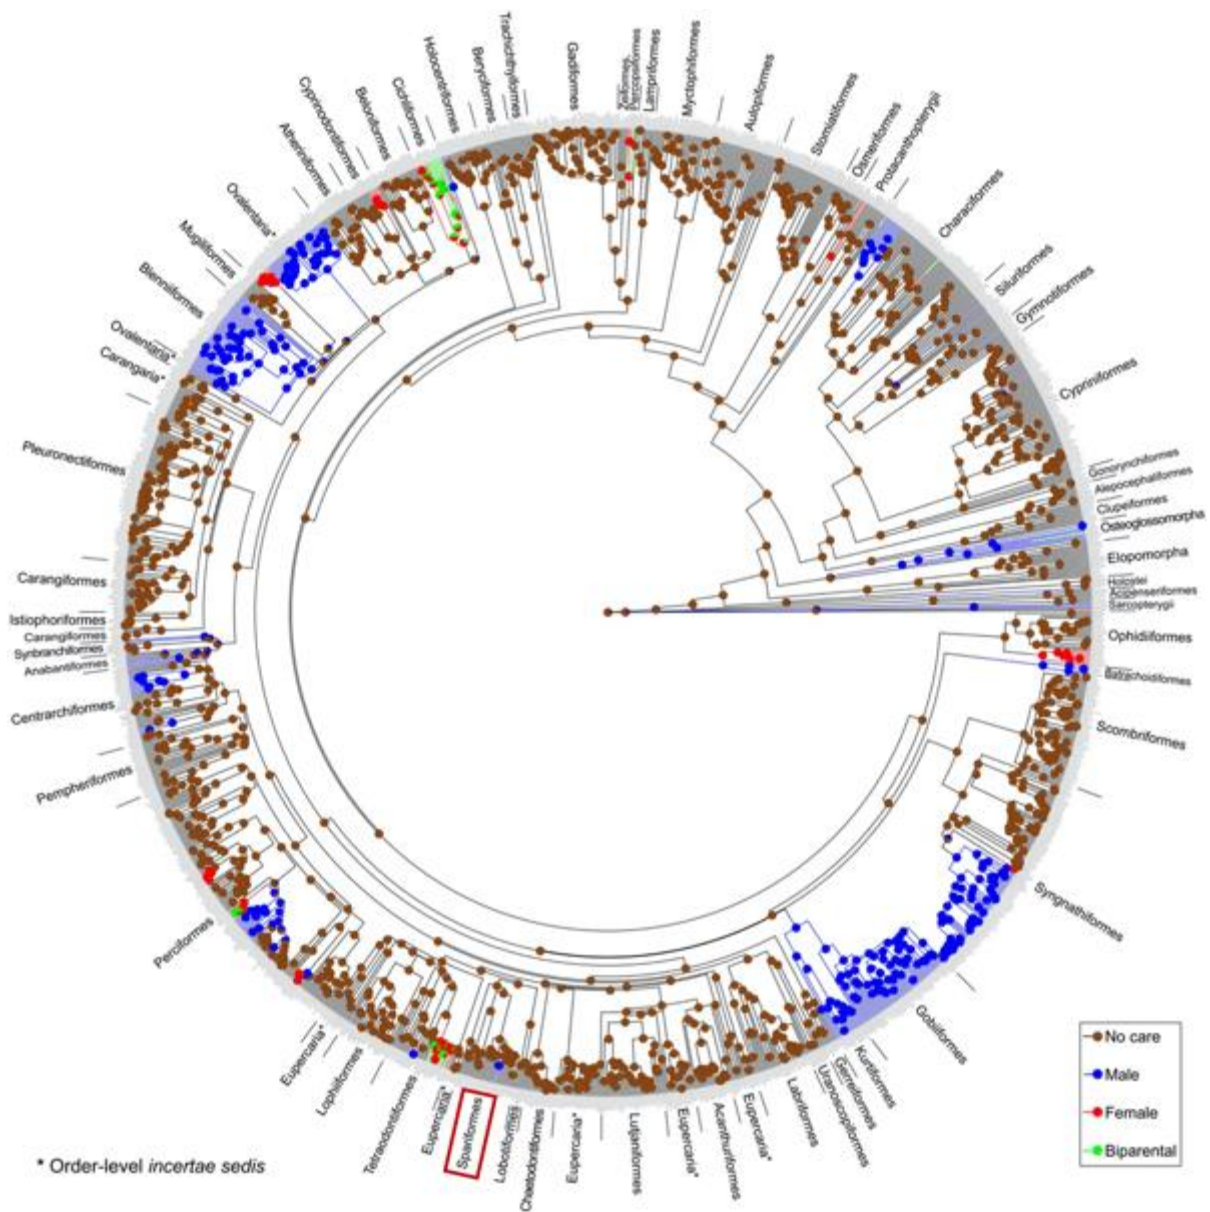 Trachichthyiformes
Beryciformes
Holocentriformes
Cichliformes
Beloniformes
Cyprinodontiformes
Atheriniformes
Ovalentaria*
Mugiliformes
Blenniiformes
Ovalentaria*
Carangaria*
Pleuronectiformes
Carangiformes
Istiophoriformes
Carangiformes
Synbranchiformes
Anabantiformes
Centrarchiformes
Pempheriformes
Perciformes
Eupercaria*
Lophiiformes
Tetraodontiformes
Eupercaria*
Spariformes
Lobotiformes
Chaetodontiformes
Eupercaria*
Lutjaniformes
Eupercaria*
Acanthuriformes
Eupercaria*
Labriformes
Uranoscopiformes
Gerreiformes
Kurtiformes
Gobiiformes
Syngnathiformes
Scombriformes
Batrachoidiformes
Ophidiiformes
Sarcopterygii
Acipenseriformes
Holostei
Elopomorpha
Osteoglossomorpha
Clupeiformes
Alepocephaliformes
Gonorynchiformes
Cypriniformes
Gymnotiformes
Siluriformes
Characiformes
Protacanthopterygii
Osmeriformes
Stomiatiformes
Aulopiformes
Myctophiformes
Lampriformes
Percopsiformes
Zeiformes
Gadiformes
No care
Male
Female
Biparental
* Order-level incertae sedis